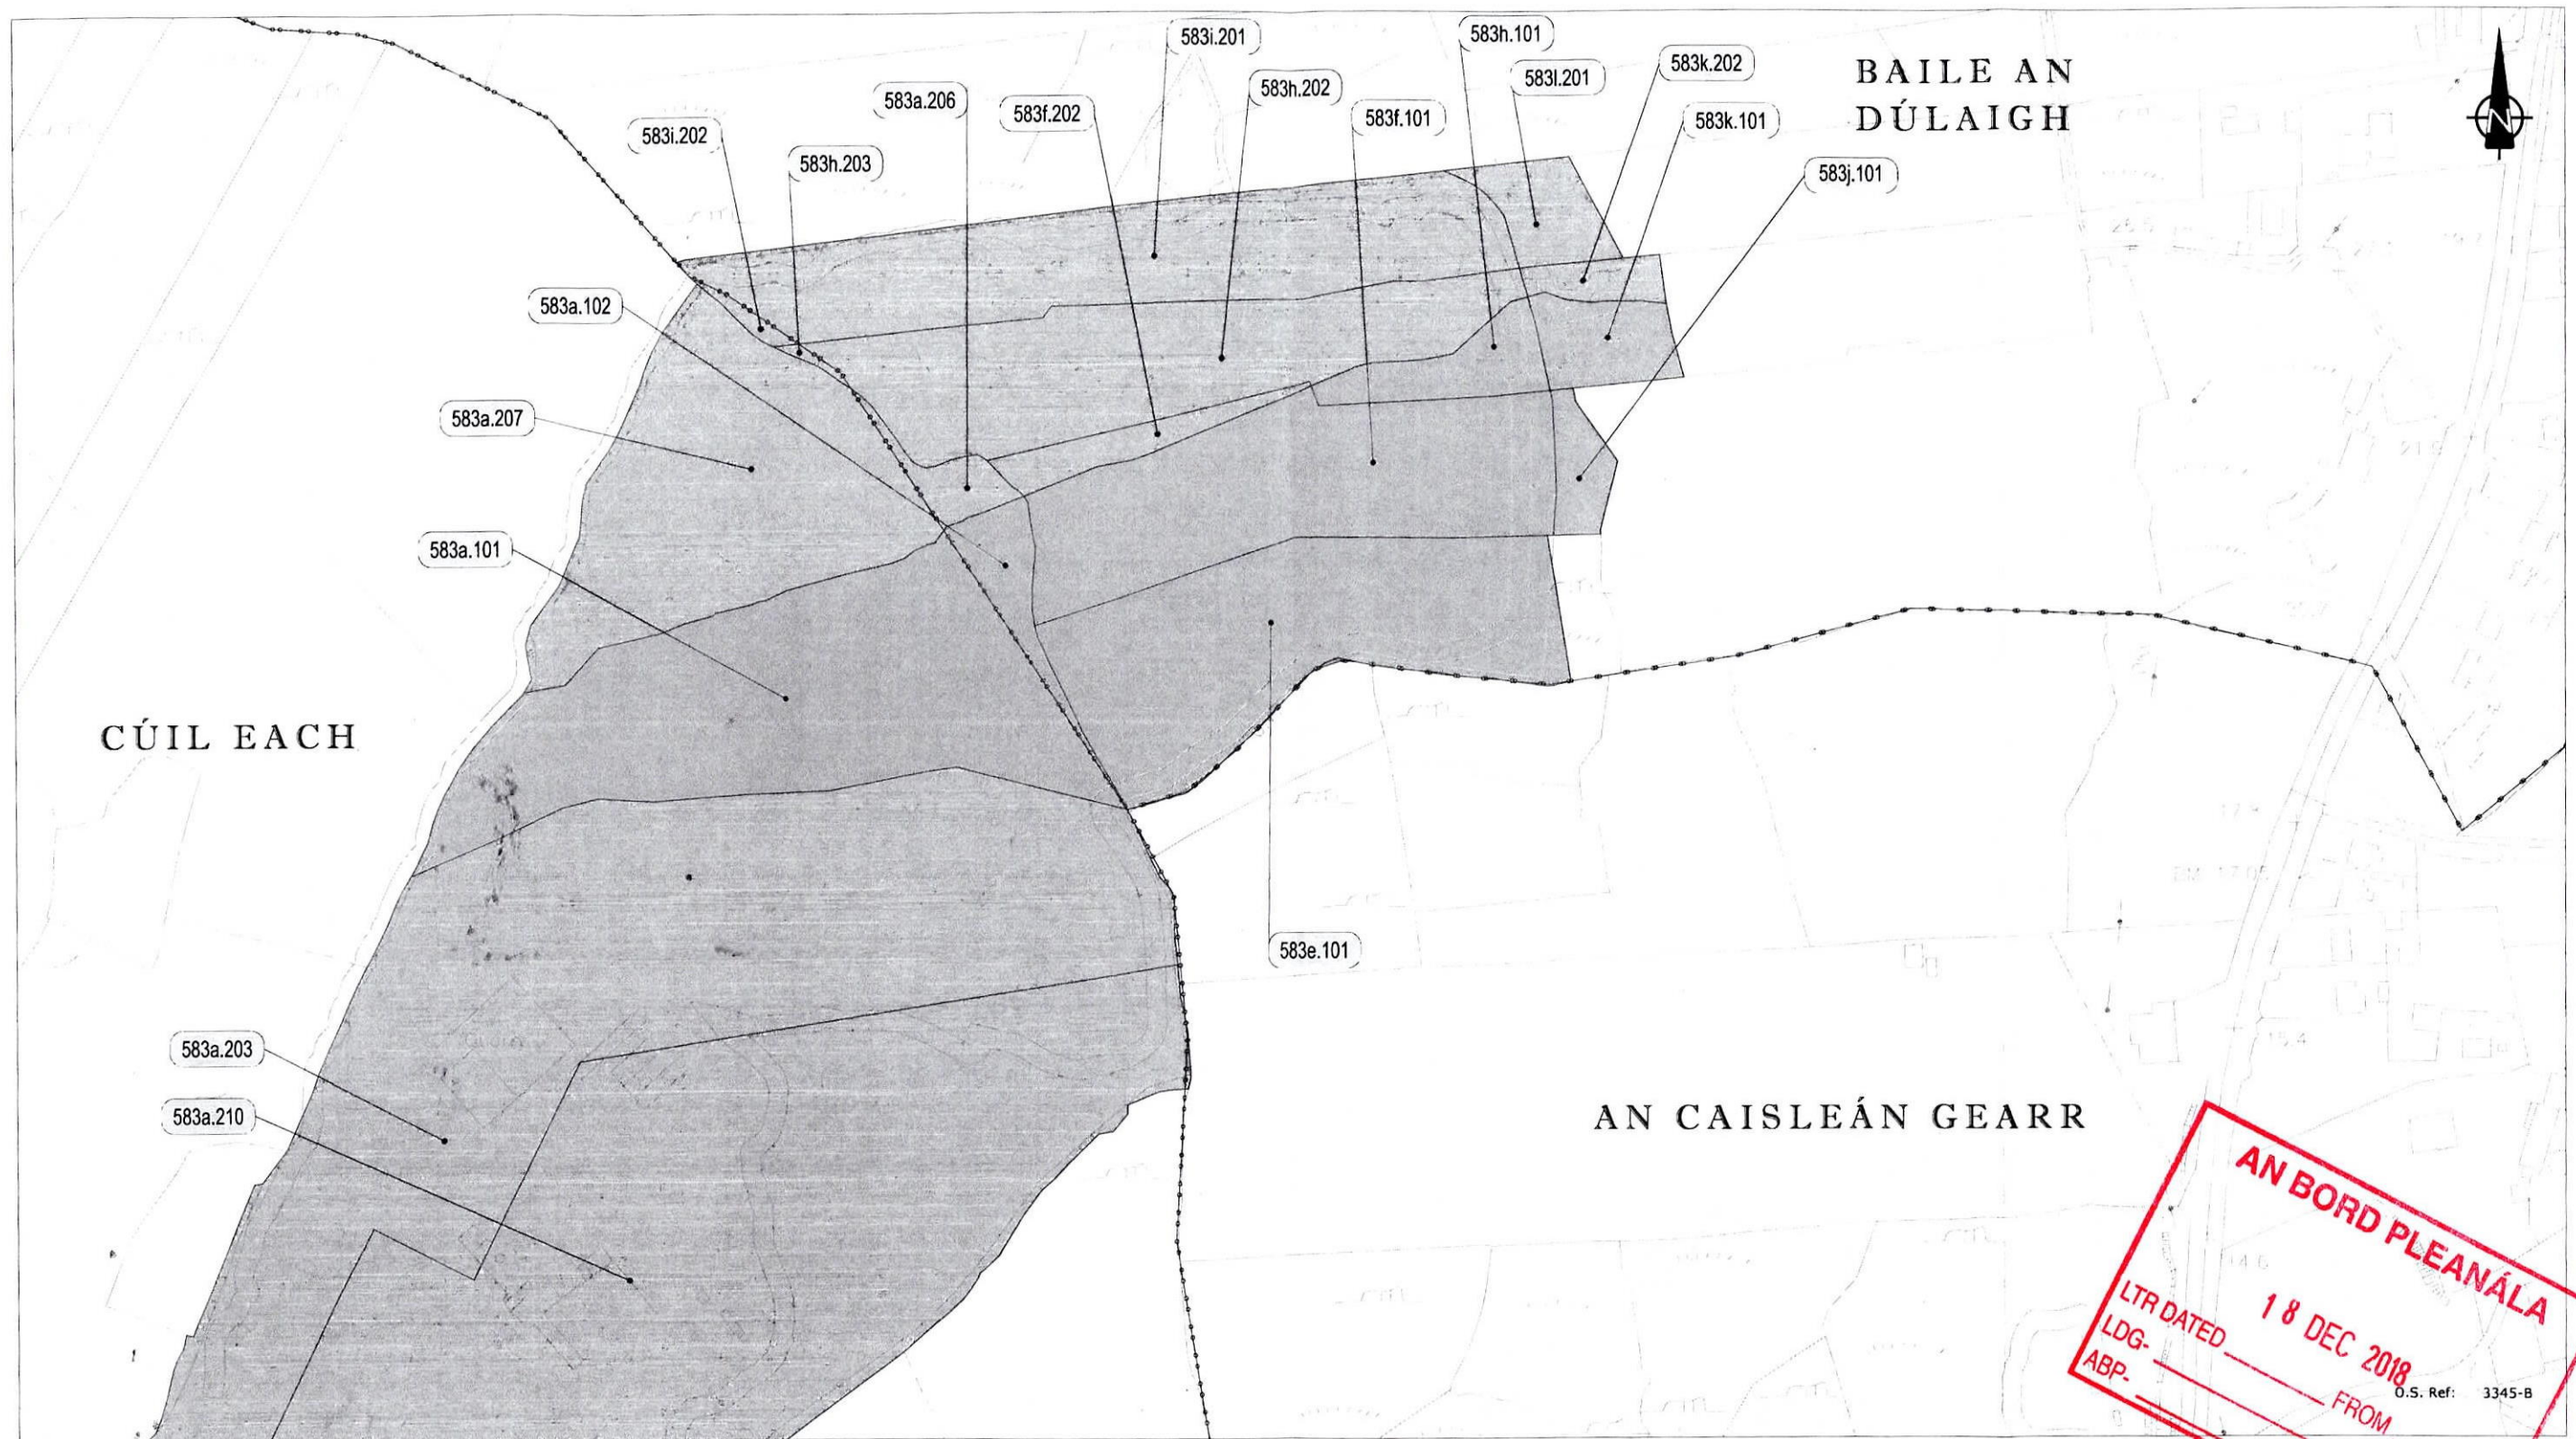 583i.201
583h.101
583l.201
583k.202
BAILE AN
DÚLAIGH
N
583a.206
583f.202
583h.202
583f.101
583k.101
583i.202
583h.203
583j.101
583a.102
583a.207
583a.101
CÚIL EACH
583e.101
583a.203
583a.210
AN CAISLEÁN GEARR
AN BORD PLEANÁLA
18 DEC 2018
LTR DATED FROM
LDG-
ABP-
O.S. Ref: 3345-B